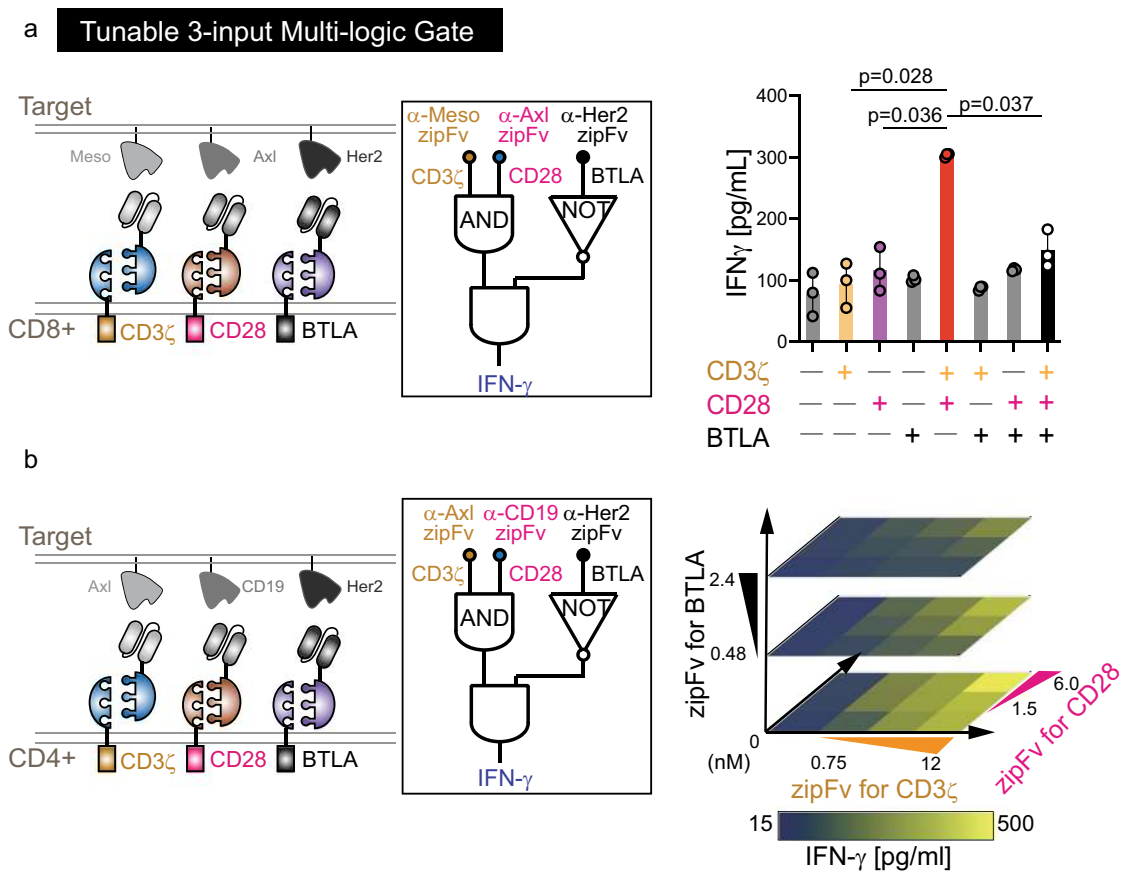 a
Tunable 3-input Multi-logic Gate
Target
Meso
Axl
Her2
CD8+
CD3ζ
CD28
BTLA
α-Meso α-Axl α-Her2
zipFv zipFv zipFv
CD3ζ CD28 BTLA
AND NOT
IFN-γ
p=0.028
p=0.036
p=0.037
IFNγ [pg/mL]
400
300
200
100
0
CD3ζ — + — — + + — +
CD28 — — + — + — + +
BTLA — — — + — + + +
b
Target
Axl
CD19
Her2
CD4+
CD3ζ
CD28
BTLA
α-Axl α-CD19 α-Her2
zipFv zipFv zipFv
CD3ζ CD28 BTLA
AND NOT
IFN-γ
zipFv for BTLA
2.4
0.48
0
(nM)
0.75
12
zipFv for CD3ζ
1.5
6.0
zipFv for CD28
15
500
IFN-γ [pg/ml]